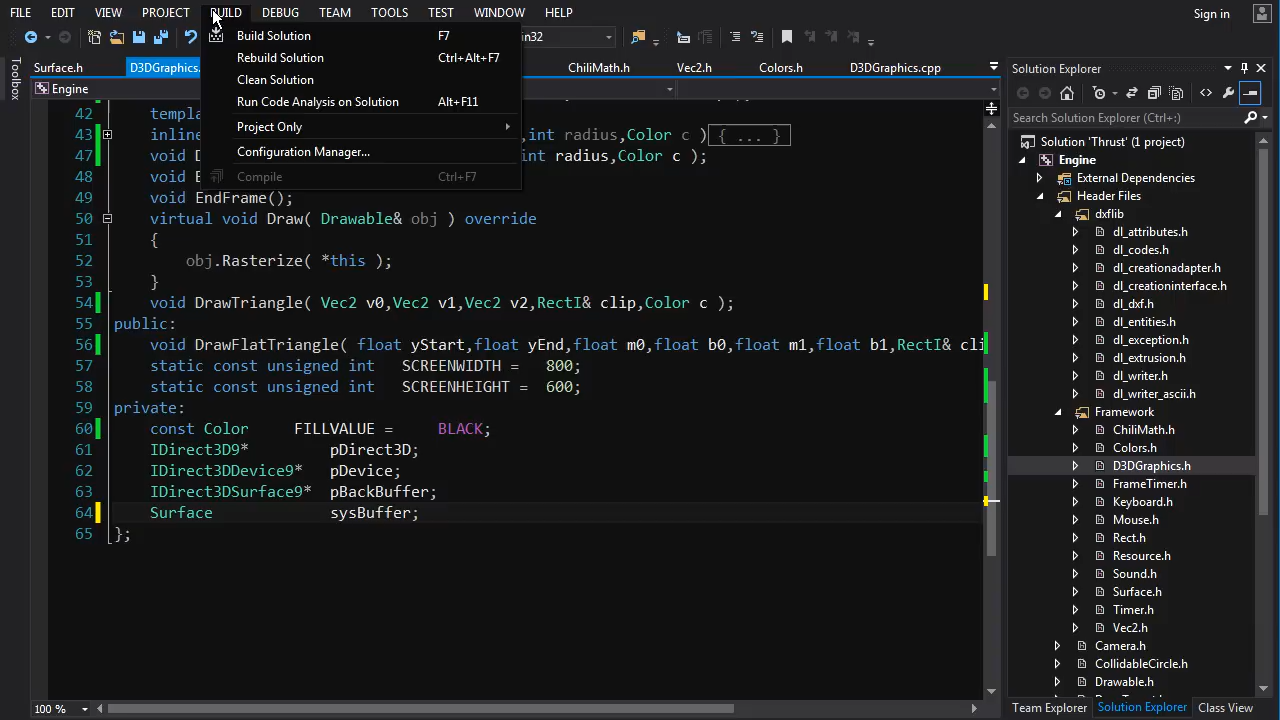 FILE EDIT VIEW PROJECT BUILD DEBUG TEAM TOOLS TEST WINDOW HELP Sign in
in32
Build Solution F7
Rebuild Solution Ctrl+Alt+F7
Clean Solution
Run Code Analysis on Solution Alt+F11
Project Only
Configuration Manager...
Compile Ctrl+F7
Toolbox
Surface.h D3DGraphics. ChiliMath.h Vec2.h Colors.h D3DGraphics.cpp
Engine
42 templa
43 inline ,int radius,Color c ){ ... }
47 void D int radius,Color c );
48 void B
49 void EndFrame();
50 virtual void Draw( Drawable& obj ) override
51 {
52 obj.Rasterize( *this );
53 }
54 void DrawTriangle( Vec2 v0,Vec2 v1,Vec2 v2,RectI& clip,Color c );
55 public:
56 void DrawFlatTriangle( float yStart,float yEnd,float m0,float b0,float m1,float b1,RectI& cli
57 static const unsigned int SCREENWIDTH = 800;
58 static const unsigned int SCREENHEIGHT = 600;
59 private:
60 const Color FILLVALUE = BLACK;
61 IDirect3D9* pDirect3D;
62 IDirect3DDevice9* pDevice;
63 IDirect3DSurface9* pBackBuffer;
64 Surface sysBuffer;
65 };
100 %
Solution Explorer
Search Solution Explorer (Ctrl+;)
Solution 'Thrust' (1 project)
Engine
External Dependencies
Header Files
dxflib
dl_attributes.h
dl_codes.h
dl_creationadapter.h
dl_creationinterface.h
dl_dxf.h
dl_entities.h
dl_exception.h
dl_extrusion.h
dl_writer.h
dl_writer_ascii.h
Framework
ChiliMath.h
Colors.h
D3DGraphics.h
FrameTimer.h
Keyboard.h
Mouse.h
Rect.h
Resource.h
Sound.h
Surface.h
Timer.h
Vec2.h
Camera.h
CollidableCircle.h
Drawable.h
Team Explorer Solution Explorer Class View